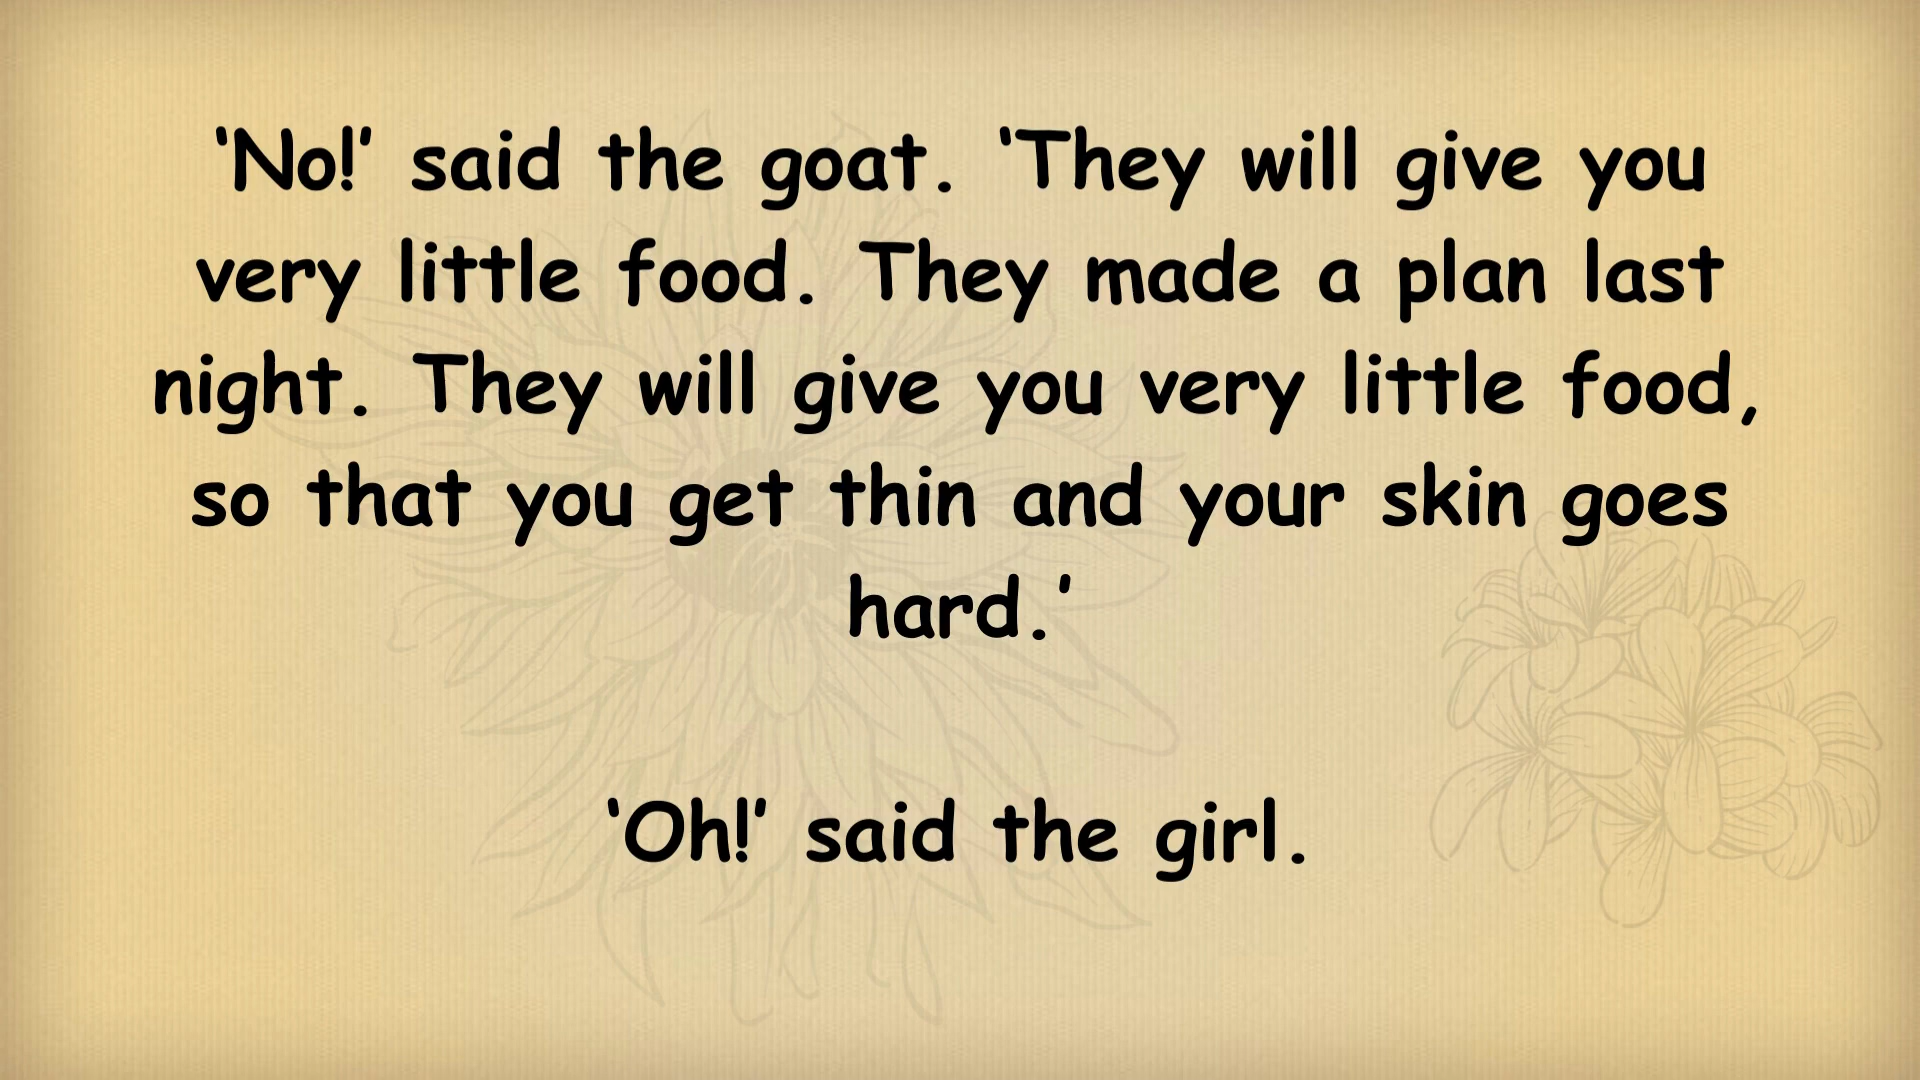 ‘No!’ said the goat. ‘They will give you
very little food. They made a plan last
night. They will give you very little food,
so that you get thin and your skin goes
hard.’
‘Oh!’ said the girl.